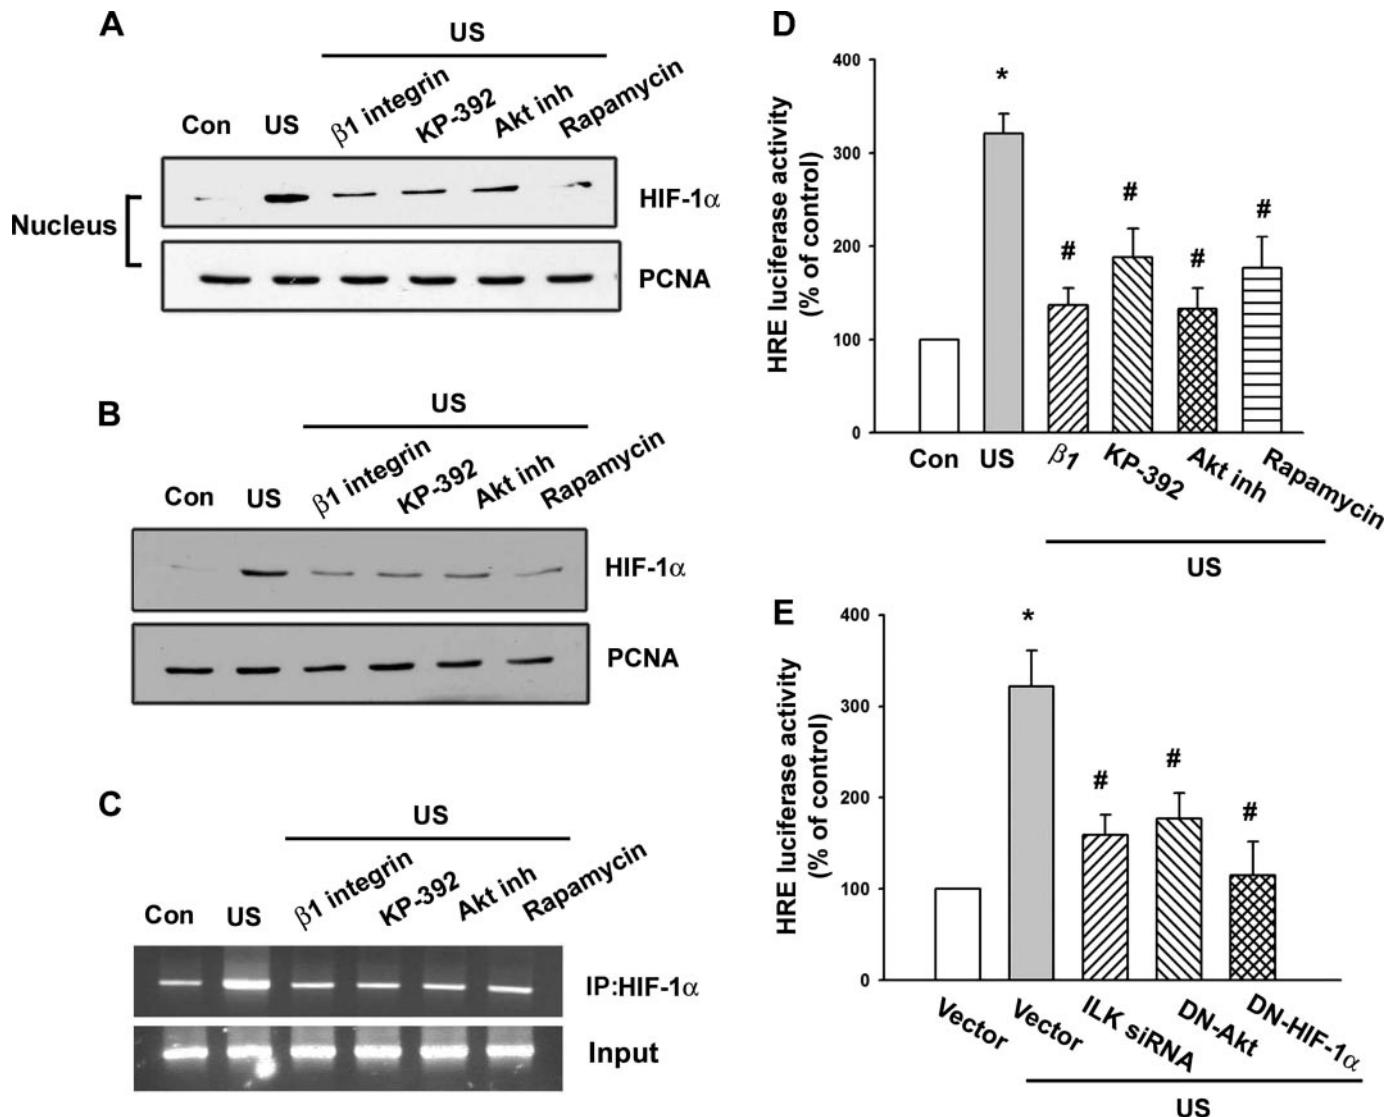 A
US
Con US β1 integrin KP-392 Akt inh Rapamycin
Nucleus
HIF-1α
PCNA
B
US
Con US β1 integrin KP-392 Akt inh Rapamycin
HIF-1α
PCNA
C
US
Con US β1 integrin KP-392 Akt inh Rapamycin
IP:HIF-1α
Input
D
HRE luciferase activity
(% of control)
400
300
200
100
0
* # # # #
Con US β1 KP-392 Akt inh Rapamycin
US
E
HRE luciferase activity
(% of control)
400
300
200
100
0
* # # #
Vector Vector ILK siRNA DN-Akt DN-HIF-1α
US